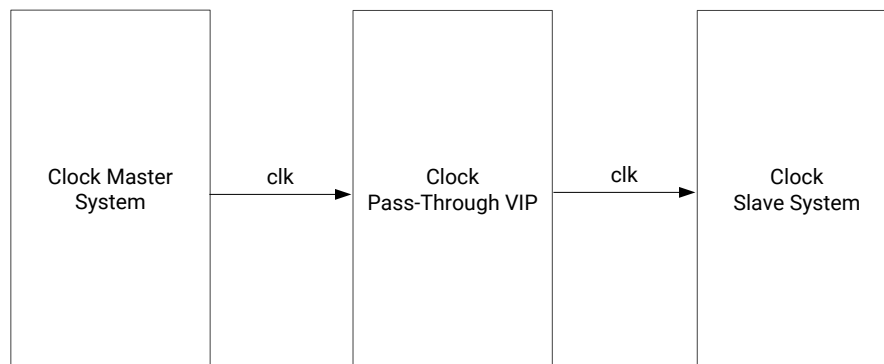 Clock Master
System
clk
Clock
Pass-Through VIP
clk
Clock
Slave System